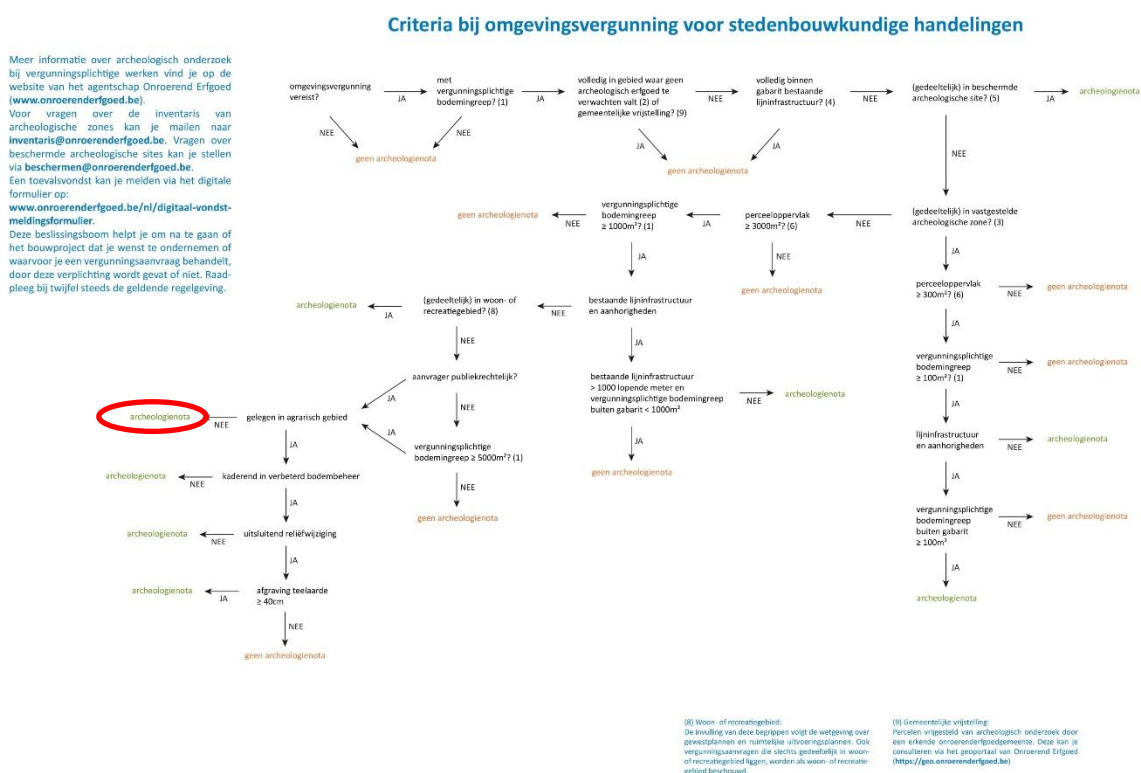 Criteria bij omgevingsvergunning voor stedenbouwkundige handelingen
Meer informatie over archeologisch onderzoek
bij vergunningsplichtige werken vind je op de
website van het agentschap Onroerend Erfgoed
(www.onroerenderfgoed.be).
Voor vragen over de inventaris van
archeologische zones kan je mailen naar
inventaris@onroerenderfgoed.be. Vragen over
beschermde archeologische sites kan je stellen
via beschermen@onroerenderfgoed.be.
Een toevalsvondst kan je melden via het digitale
formulier op:
www.onroerenderfgoed.be/nl/digitaal-vondst-
meldingsformulier.
Deze beslissingsboom helpt je om na te gaan of
het bouwproject dat je wenst te ondernemen of
waarvoor je een vergunningsaanvraag behandelt,
door deze verplichting wordt gevat of niet. Raad-
pleeg bij twijfel steeds de geldende regelgeving.
omgevingsvergunning
vereist?
JA
NEE
met
vergunningsplichtige
bodemingreep? (1)
JA
NEE
geen archeologienota
volledig in gebied waar geen
archeologisch erfgoed te
verwachten valt (2) of
gemeentelijke vrijstelling? (9)
NEE
JA
volledig binnen
gabarit bestaande
lijninfrastructuur? (4)
NEE
JA
geen archeologienota
(gedeeltelijk) in beschermde
archeologische site? (5)
JA
archeologienota
NEE
(gedeeltelijk) in vastgestelde
archeologische zone? (3)
NEE
JA
perceeloppervlak
≥ 3000m²? (6)
JA
NEE
geen archeologienota
vergunningsplichtige
bodemingreep
≥ 1000m²? (1)
NEE
geen archeologienota
JA
perceeloppervlak
≥ 300m²? (6)
NEE
geen archeologienota
JA
bestaande lijninfrastructuur
en aanhorigheden
NEE
JA
(gedeeltelijk) in woon- of
recreatiegebied? (8)
JA
archeologienota
NEE
vergunningsplichtige
bodemingreep
≥ 100m²? (1)
NEE
geen archeologienota
JA
bestaande lijninfrastructuur
> 1000 lopende meter en
vergunningsplichtige bodemingreep
buiten gabarit < 1000m²
NEE
archeologienota
JA
geen archeologienota
aanvrager publiekrechtelijk?
JA
NEE
gelegen in agrarisch gebied
NEE
archeologienota
JA
vergunningsplichtige
bodemingreep ≥ 5000m²? (1)
JA
NEE
geen archeologienota
lijninfrastructuur
en aanhorigheden
NEE
archeologienota
JA
kaderend in verbeterd bodembeheer
NEE
archeologienota
JA
vergunningsplichtige
bodemingreep
buiten gabarit
≥ 100m²
NEE
geen archeologienota
JA
archeologienota
uitsluitend reliëfwijziging
NEE
archeologienota
JA
afgraving teelaarde
≥ 40cm
JA
archeologienota
NEE
geen archeologienota
(8) Woon- of recreatiegebied:
De invulling van deze begrippen volgt de wetgeving over
gewestplannen en ruimtelijke uitvoeringsplannen. Ook
vergunningsaanvragen die slechts gedeeltelijk in woon-
of recreatiegebied liggen, worden als woon- of recreatie-
gebied beschouwd.
(9) Gemeentelijke vrijstelling:
Percelen vrijgesteld van archeologisch onderzoek door
een erkende onroerenderfgoedgemeente. Deze kan je
consulteren via het geoportaal van Onroerend Erfgoed
(https://geo.onroerenderfgoed.be)